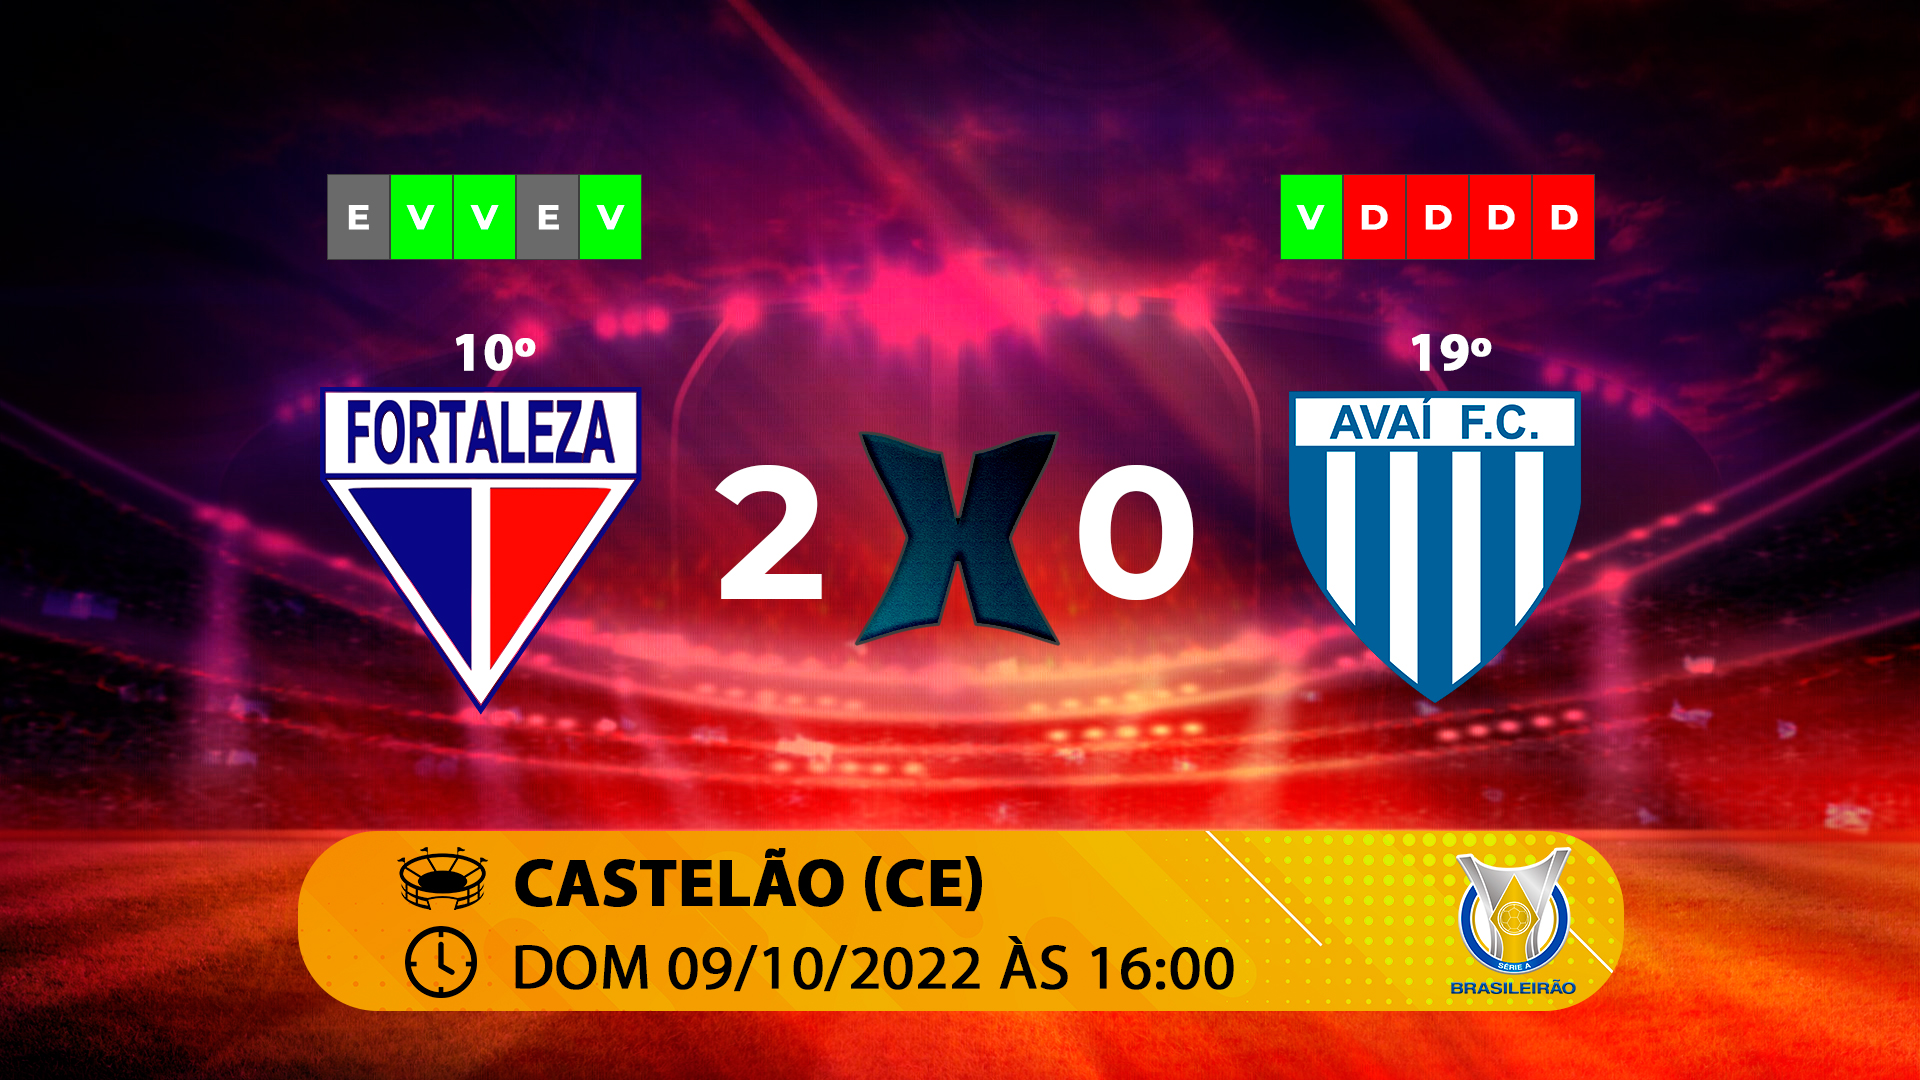 E V V E V
V D D D D
10º
19º
FORTALEZA
AVAÍ F.C.
2 X 0
CASTELÃO (CE)
DOM 09/10/2022 ÀS 16:00
SÉRIE A
BRASILEIRÃO